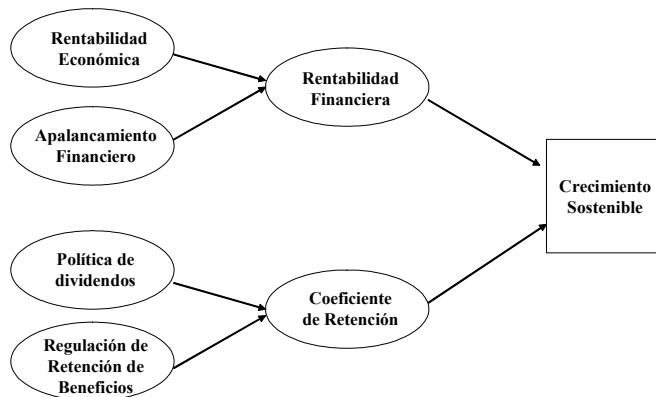 Rentabilidad
Económica
Apalancamiento
Financiero
Rentabilidad
Financiera
Crecimiento
Sostenible
Política de
dividendos
Regulación de
Retención de
Beneficios
Coeficiente
de Retención